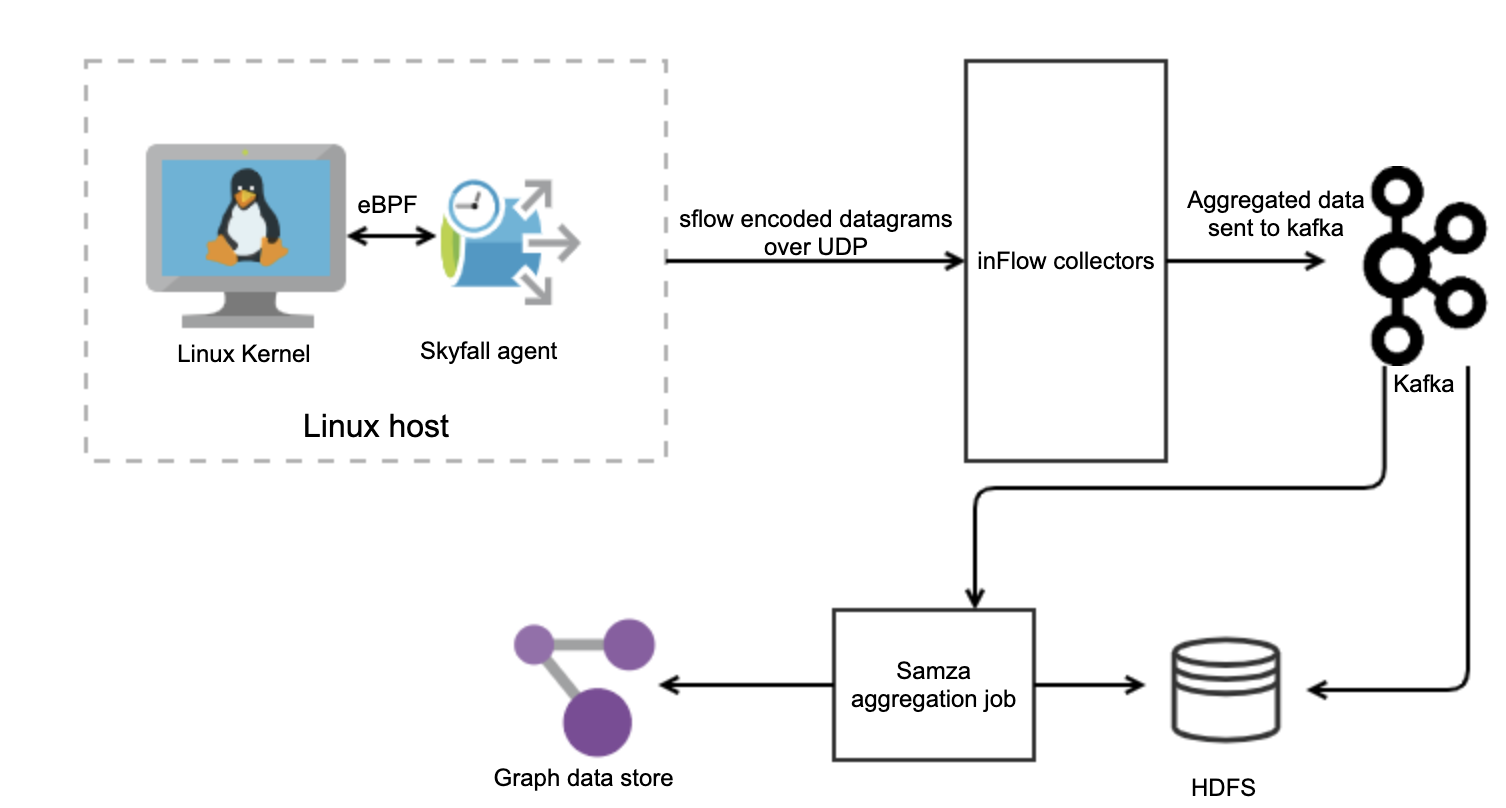 eBPF
Linux Kernel
Skyfall agent
Linux host
sflow encoded datagrams
over UDP
inFlow collectors
Aggregated data
sent to kafka
Kafka
Samza
aggregation job
Graph data store
HDFS